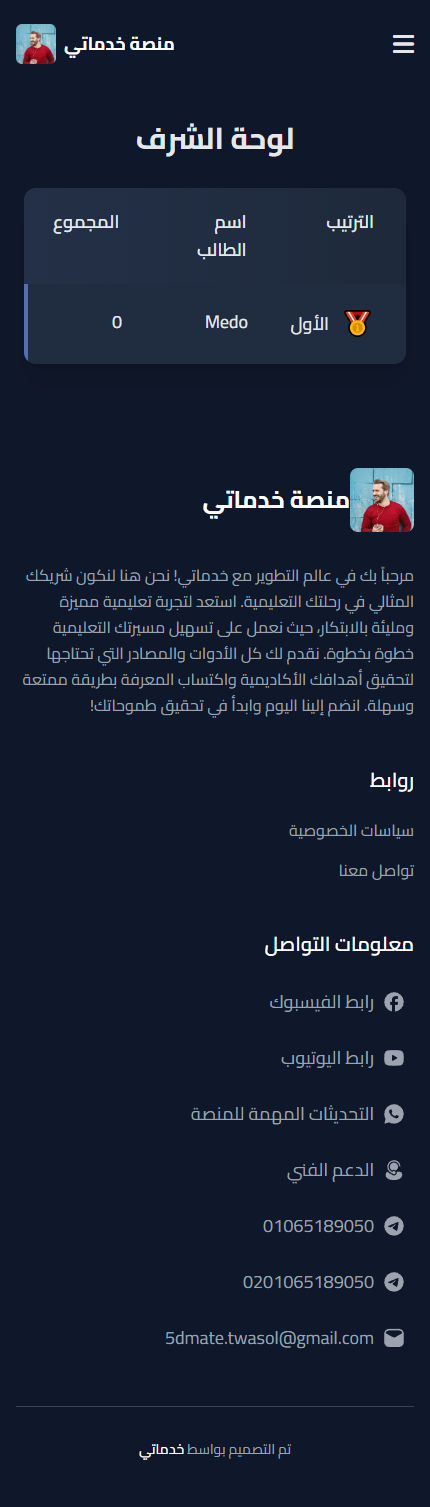 منصة خدماتي
لوحة الشرف
الترتيب اسم الطالب المجموع
الأول Medo 0
منصة خدماتي
مرحباً بك في عالم التطوير مع خدماتي! نحن هنا لنكون شريكك
المثالي في رحلتك التعليمية. استعد لتجربة تعليمية مميزة
ومليئة بالابتكار، حيث نعمل على تسهيل مسيرتك التعليمية
خطوة بخطوة. نقدم لك كل الأدوات والمصادر التي تحتاجها
لتحقيق أهدافك الأكاديمية واكتساب المعرفة بطريقة ممتعة
وسهلة. انضم إلينا اليوم وابدأ في تحقيق طموحاتك!
روابط
سياسات الخصوصية
تواصل معنا
معلومات التواصل
رابط الفيسبوك
رابط اليوتيوب
التحديثات المهمة للمنصة
الدعم الفني
01065189050
0201065189050
5dmate.twasol@gmail.com
تم التصميم بواسط خدماتي